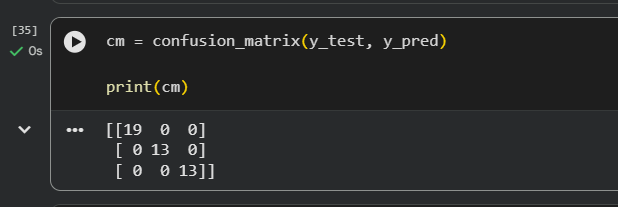 [35]
0s
cm = confusion_matrix(y_test, y_pred)
print(cm)
[[19  0  0]
 [ 0 13  0]
 [ 0  0 13]]